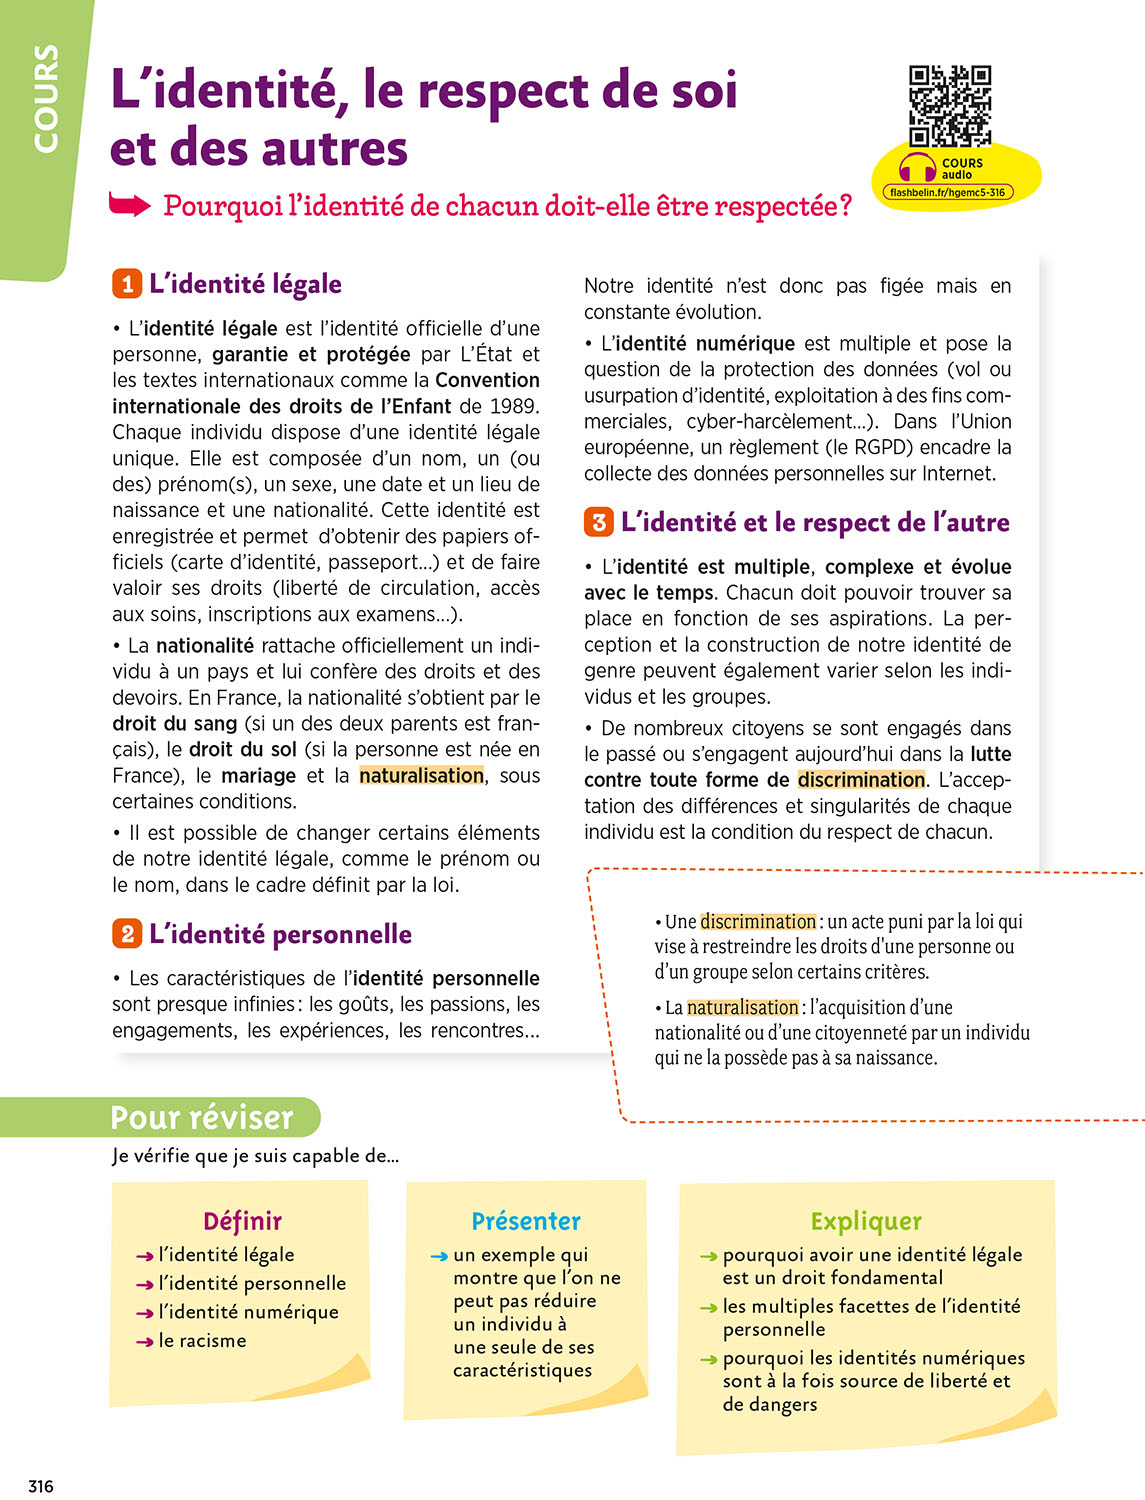 COURS
L'identité, le respect de soi
et des autres
Pourquoi l'identité de chacun doit-elle être respectée ?
COURS
audio
flashbelin.fr/hgemc5-316
1 L'identité légale
• L'identité légale est l'identité officielle d'une
personne, garantie et protégée par L'État et
les textes internationaux comme la Convention
internationale des droits de l'Enfant de 1989.
Chaque individu dispose d'une identité légale
unique. Elle est composée d'un nom, un (ou
des) prénom(s), un sexe, une date et un lieu de
naissance et une nationalité. Cette identité est
enregistrée et permet d'obtenir des papiers of-
ficiels (carte d'identité, passeport...) et de faire
valoir ses droits (liberté de circulation, accès
aux soins, inscriptions aux examens...).
• La nationalité rattache officiellement un indi-
vidu à un pays et lui confère des droits et des
devoirs. En France, la nationalité s'obtient par le
droit du sang (si un des deux parents est fran-
çais), le droit du sol (si la personne est née en
France), le mariage et la naturalisation, sous
certaines conditions.
• Il est possible de changer certains éléments
de notre identité légale, comme le prénom ou
le nom, dans le cadre définit par la loi.
2 L'identité personnelle
• Les caractéristiques de l'identité personnelle
sont presque infinies : les goûts, les passions, les
engagements, les expériences, les rencontres...
Notre identité n'est donc pas figée mais en
constante évolution.
• L'identité numérique est multiple et pose la
question de la protection des données (vol ou
usurpation d'identité, exploitation à des fins com-
merciales, cyber-harcèlement...). Dans l'Union
européenne, un règlement (le RGPD) encadre la
collecte des données personnelles sur Internet.
3 L'identité et le respect de l'autre
• L'identité est multiple, complexe et évolue
avec le temps. Chacun doit pouvoir trouver sa
place en fonction de ses aspirations. La per-
ception et la construction de notre identité de
genre peuvent également varier selon les indi-
vidus et les groupes.
• De nombreux citoyens se sont engagés dans
le passé ou s'engagent aujourd'hui dans la lutte
contre toute forme de discrimination. L'accep-
tation des différences et singularités de chaque
individu est la condition du respect de chacun.
• Une discrimination : un acte puni par la loi qui
vise à restreindre les droits d'une personne ou
d'un groupe selon certains critères.
• La naturalisation : l'acquisition d'une
nationalité ou d'une citoyenneté par un individu
qui ne la possède pas à sa naissance.
Pour réviser
Je vérifie que je suis capable de...
Définir
l'identité légale
l'identité personnelle
l'identité numérique
le racisme
Présenter
un exemple qui
montre que l'on ne
peut pas réduire
un individu à
une seule de ses
caractéristiques
Expliquer
pourquoi avoir une identité légale
est un droit fondamental
les multiples facettes de l'identité
personnelle
pourquoi les identités numériques
sont à la fois source de liberté et
de dangers
316